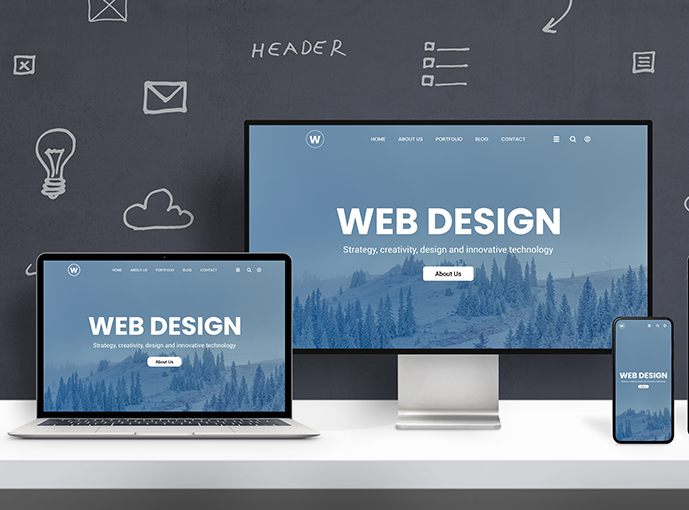 HEADER
W
HOME ABOUT US PORTFOLIO BLOG CONTACT
WEB DESIGN
Strategy, creativity, design and innovative technology
About Us
W
HOME ABOUT US PORTFOLIO BLOG CONTACT
WEB DESIGN
Strategy, creativity, design and innovative technology
About Us
WEB DESIGN